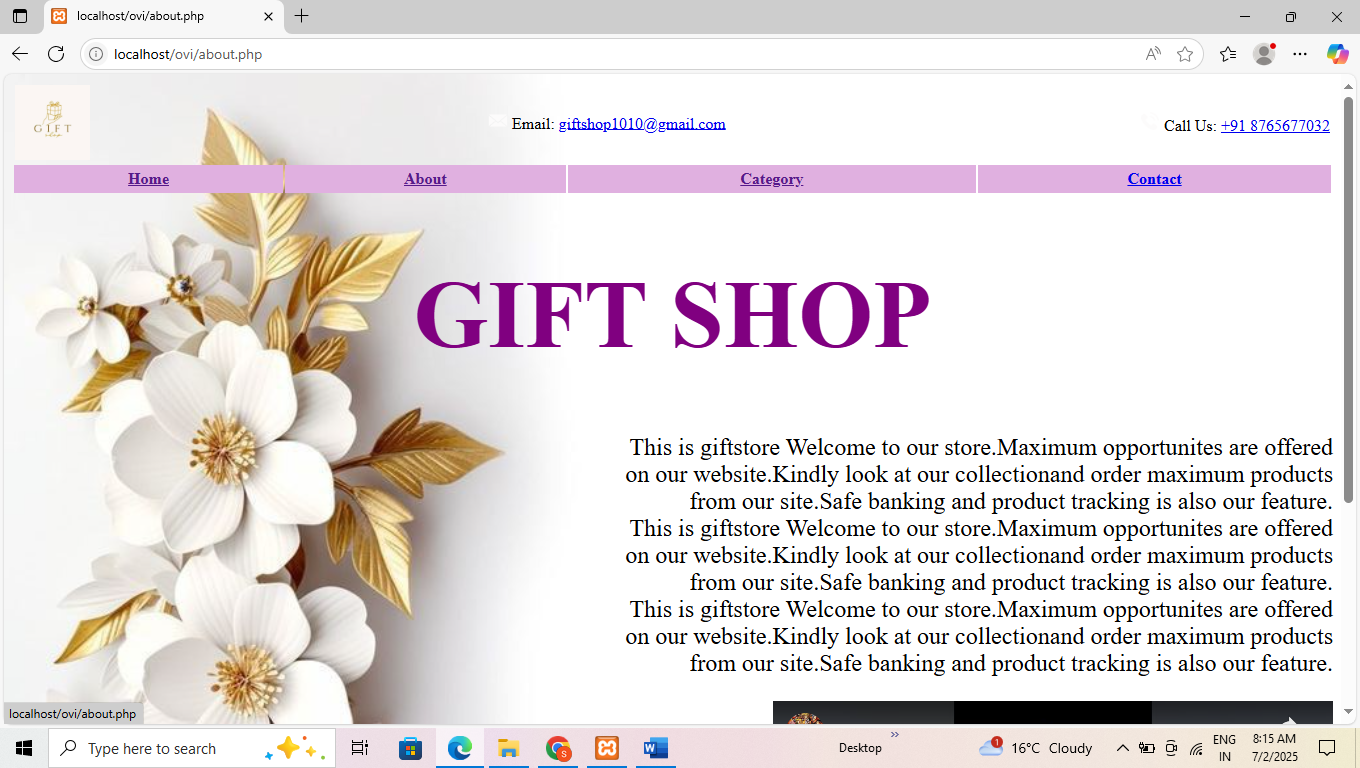 localhost/ovi/about.php
localhost/ovi/about.php
GIFT
Email: giftshop1010@gmail.com
Call Us: +91 8765677032
Home About Category Contact
GIFT SHOP
This is giftstore Welcome to our store.Maximum opportunites are offered
on our website.Kindly look at our collectionand order maximum products
from our site.Safe banking and product tracking is also our feature.
This is giftstore Welcome to our store.Maximum opportunites are offered
on our website.Kindly look at our collectionand order maximum products
from our site.Safe banking and product tracking is also our feature.
This is giftstore Welcome to our store.Maximum opportunites are offered
on our website.Kindly look at our collectionand order maximum products
from our site.Safe banking and product tracking is also our feature.
localhost/ovi/about.php
Type here to search
Desktop
1
16°C Cloudy
ENG
IN
8:15 AM
7/2/2025